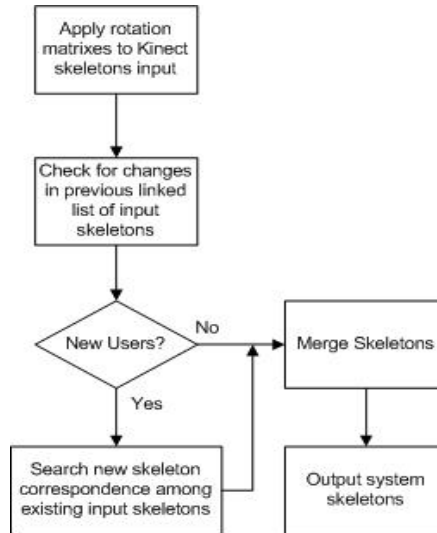 Apply rotation
matrixes to Kinect
skeletons input
Check for changes
in previous linked
list of input
skeletons
New Users?
No
Yes
Merge Skeletons
Search new skeleton
correspondence among
existing input skeletons
Output system
skeletons